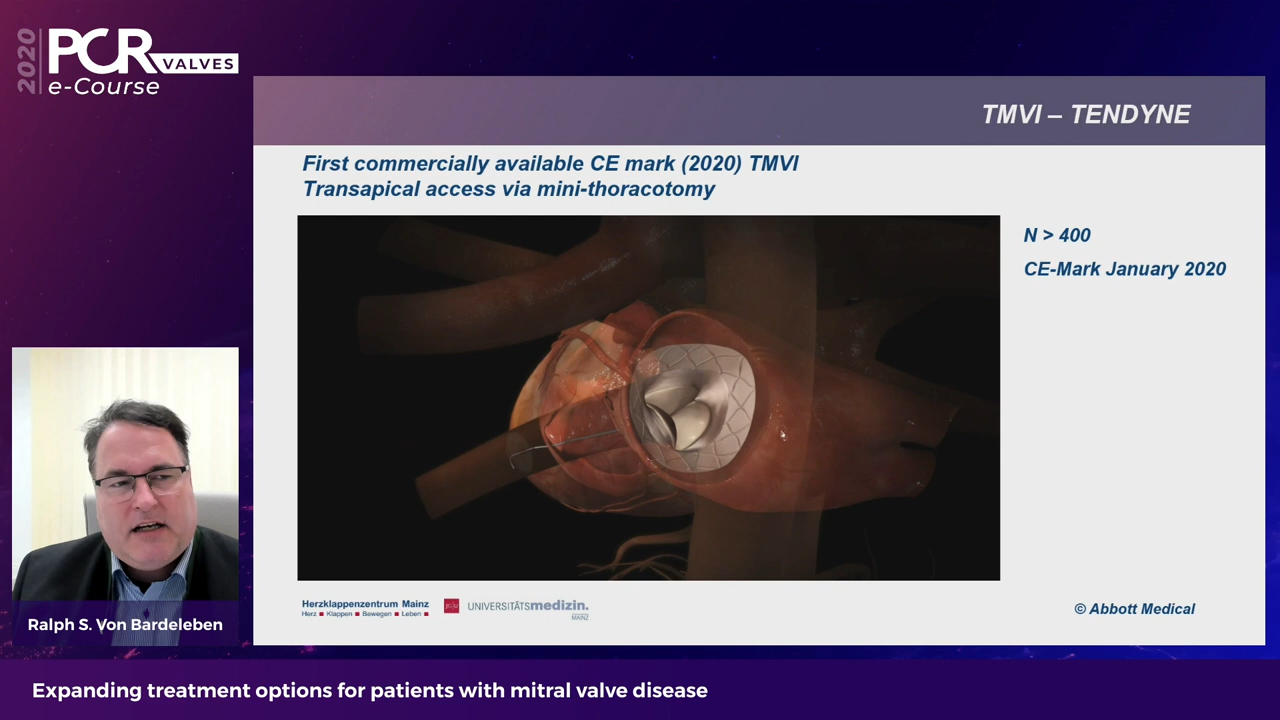 2020
PCR VALVES
e-Course
TMVI – TENDYNE
First commercially available CE mark (2020) TMVI
Transapical access via mini-thoracotomy
N > 400
CE-Mark January 2020
Herzklappenzentrum Mainz
Herz ■ Klappen ■ Bewegen ■ Leben ■
UNIVERSITÄTSmedizin.
MAINZ
© Abbott Medical
Ralph S. Von Bardeleben
Expanding treatment options for patients with mitral valve disease